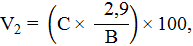 V₂ = (C × 2,9/B) × 100,